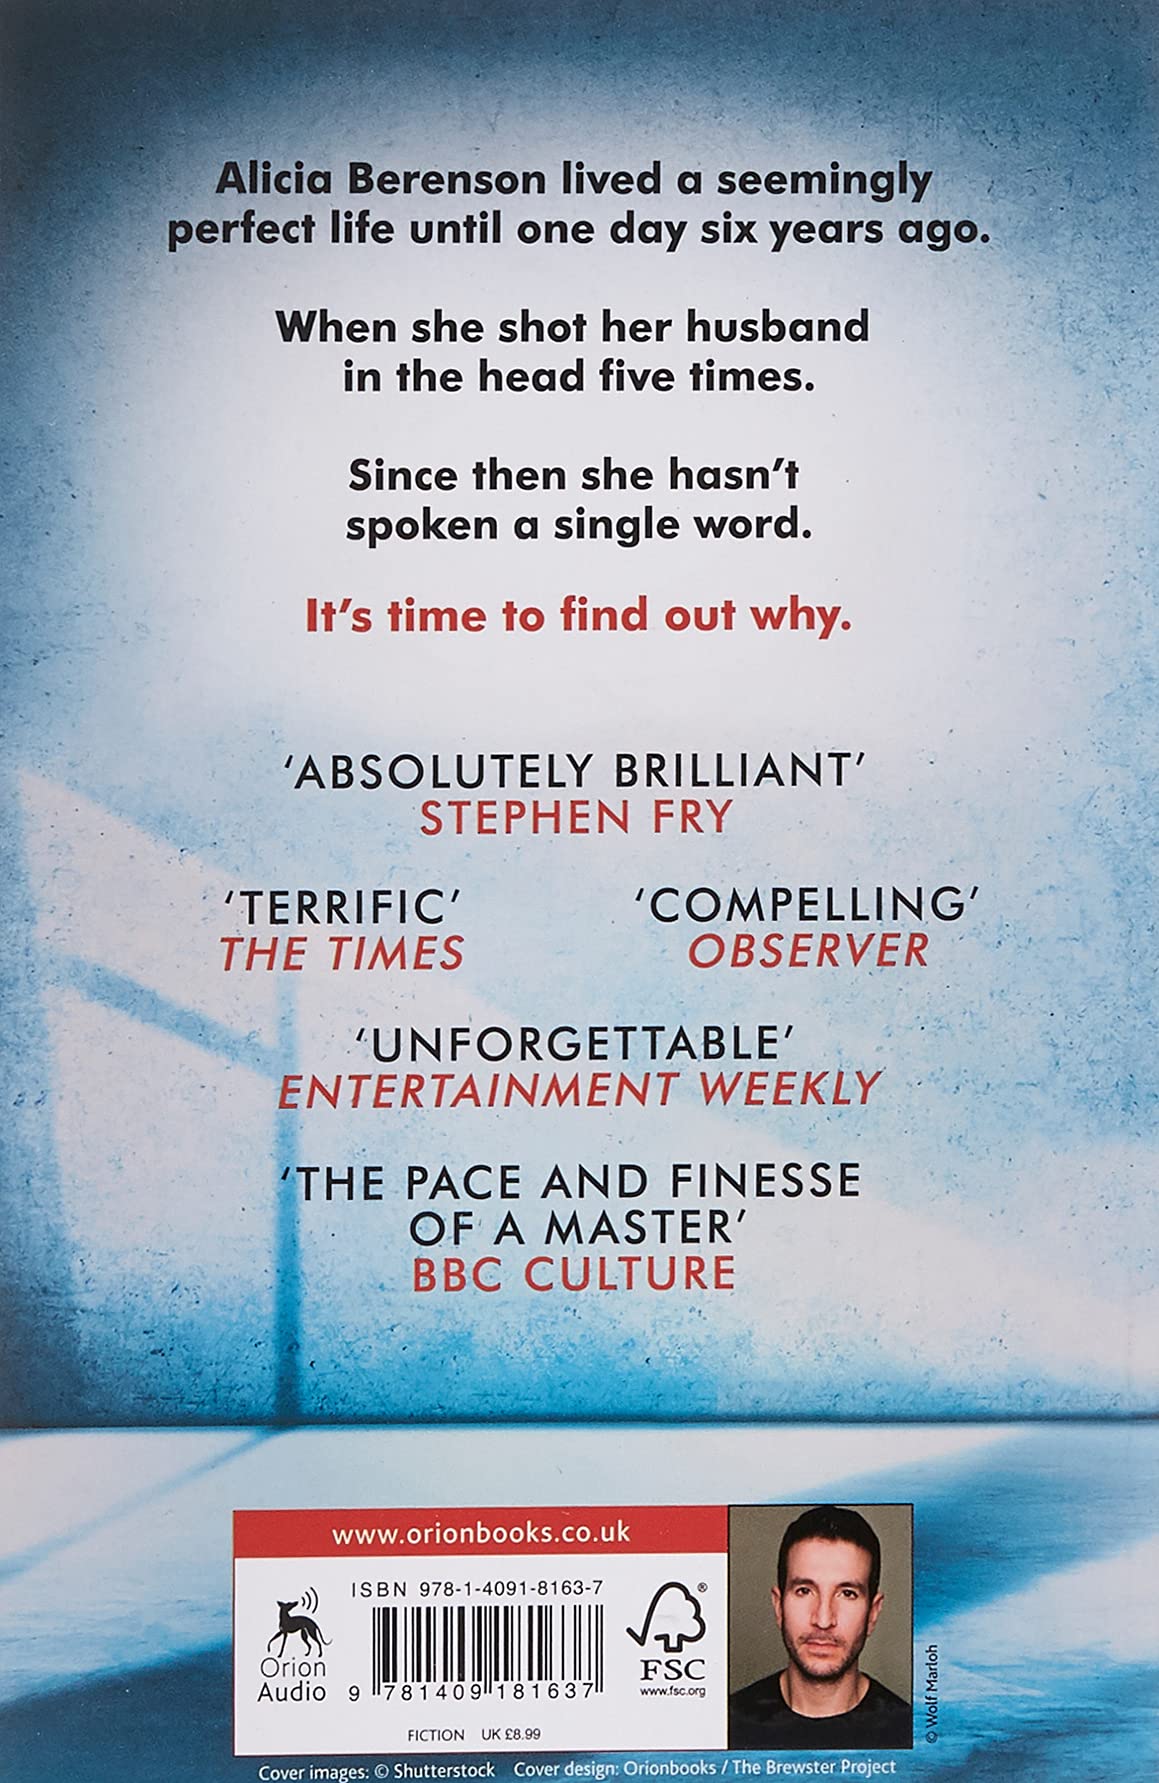 Alicia Berenson lived a seemingly
perfect life until one day six years ago.
When she shot her husband
in the head five times.
Since then she hasn't
spoken a single word.
It's time to find out why.
'ABSOLUTELY BRILLIANT'
STEPHEN FRY
'TERRIFIC'
THE TIMES
'COMPELLING'
OBSERVER
'UNFORGETTABLE'
ENTERTAINMENT WEEKLY
'THE PACE AND FINESSE
OF A MASTER'
BBC CULTURE
www.orionbooks.co.uk
ISBN 978-1-4091-8163-7
Orion
Audio
9 781409 181637
FSC
®
www.fsc.org
FICTION UK £8.99
© Wolf Marloh
Cover images: © Shutterstock Cover design: Orionbooks / The Brewster Project